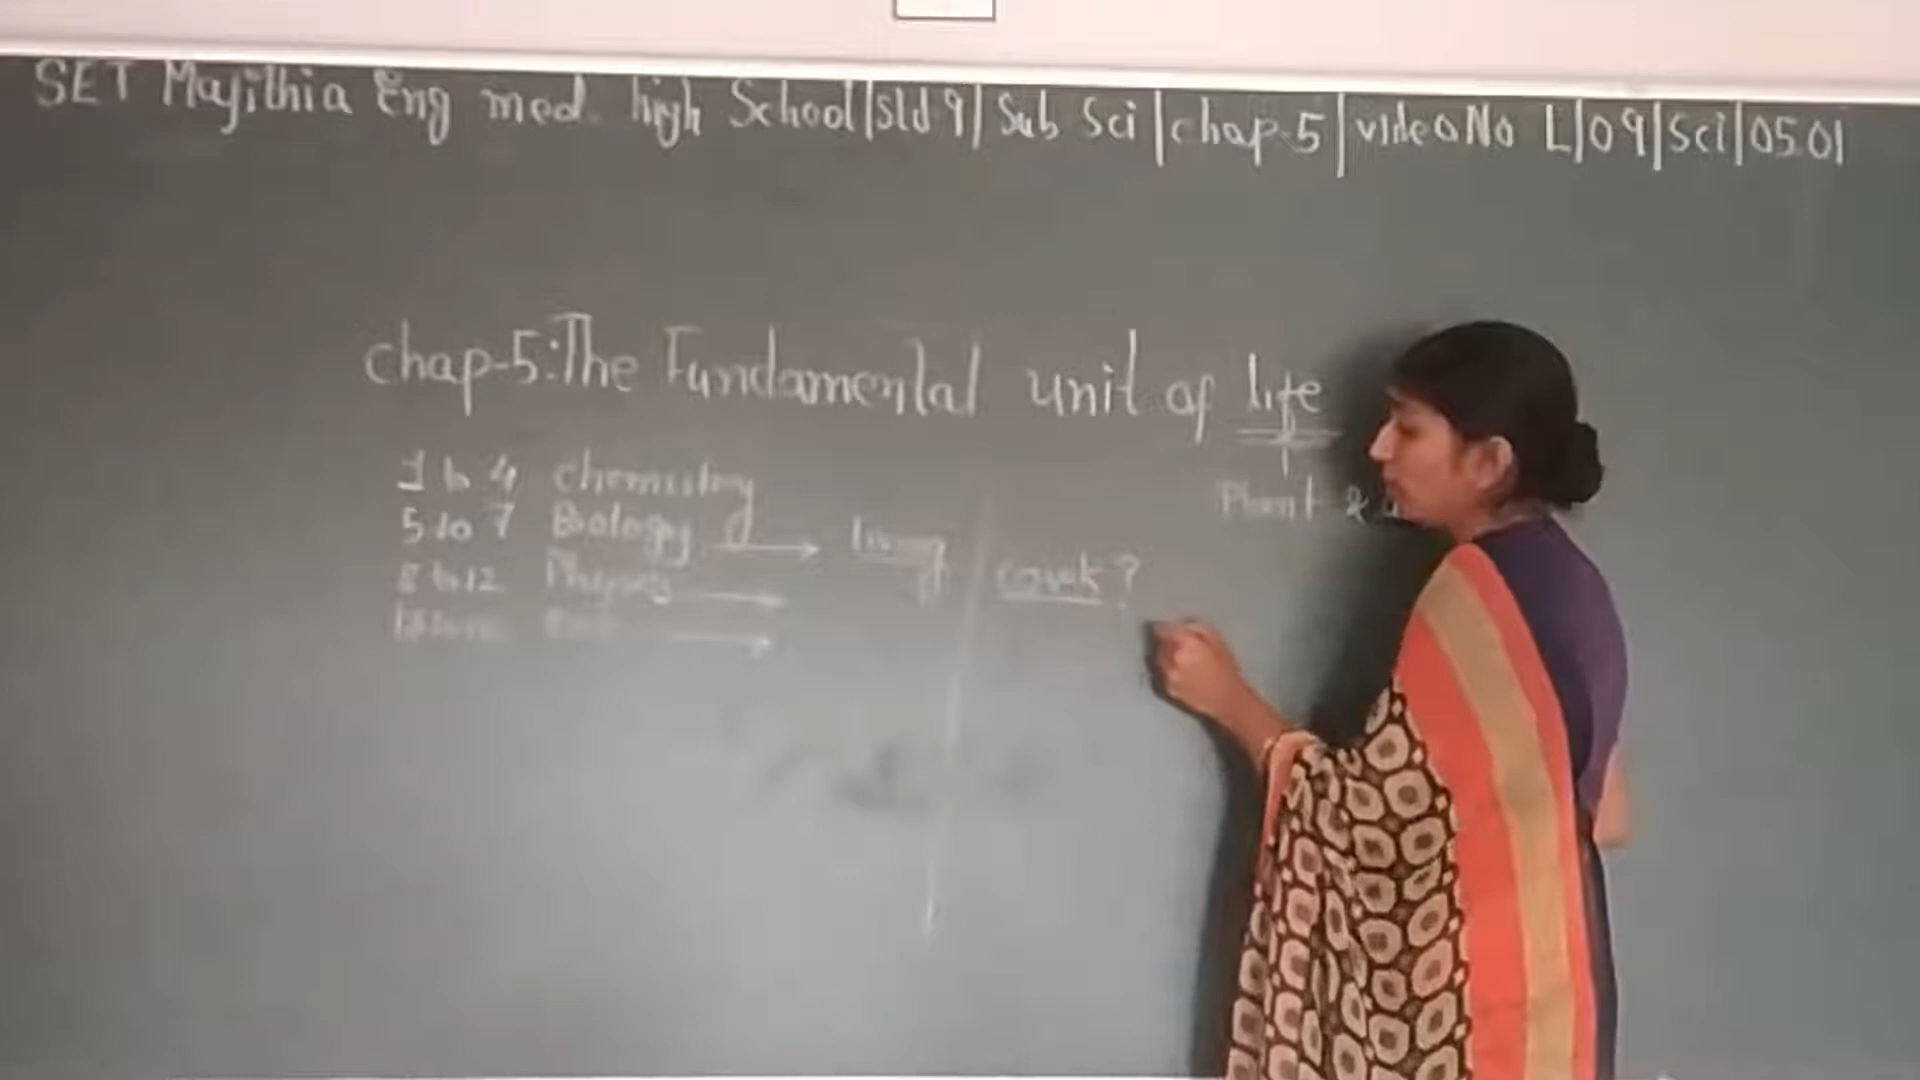 SET Majithia Eng med. high School|Std 9|Sub Sci|chap-5|video No L|09|Sci|05.01
chap-5:The Fundamental unit of life
1 to 4 chemistry
Plant &
5 to 7 Biology → living
8 to 12 Physics →